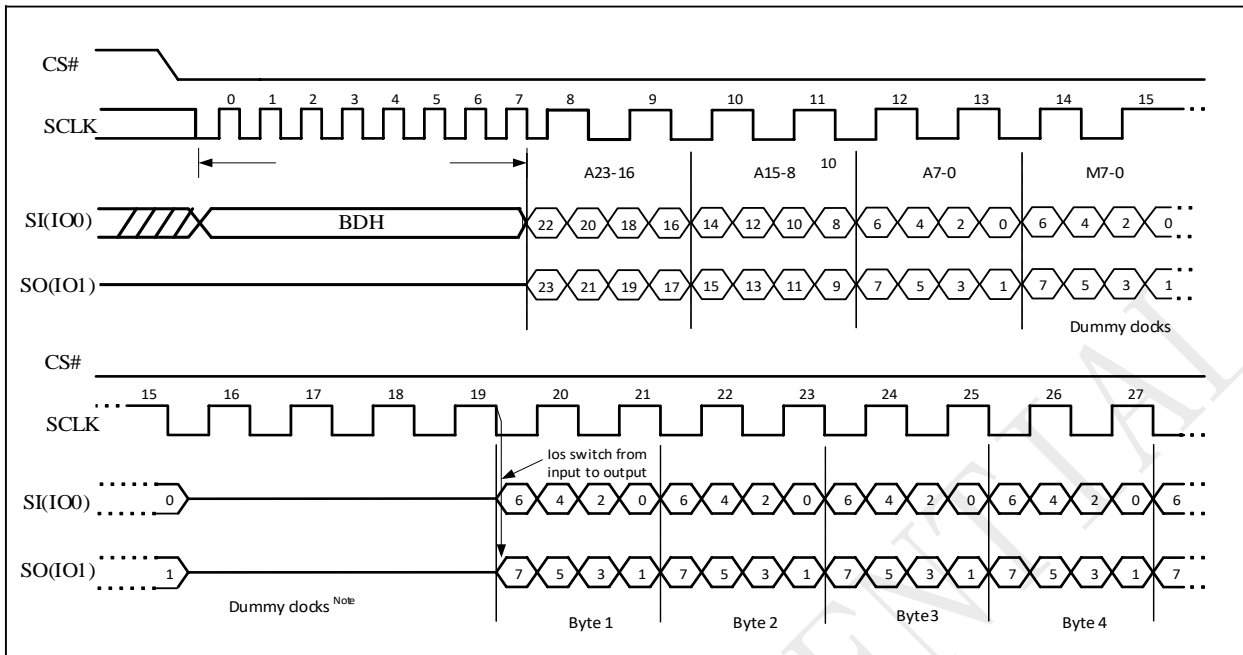 CS#
0 1 2 3 4 5 6 7 8 9 10 11 12 13 14 15
SCLK
A23-16 A15-8 10 A7-0 M7-0
SI(IO0) BDH 22 20 18 16 14 12 10 8 6 4 2 0 6 4 2 0
SO(IO1) 23 21 19 17 15 13 11 9 7 5 3 1 7 5 3 1
Dummy clocks
CS#
15 16 17 18 19 20 21 22 23 24 25 26 27
SCLK
Ios switch from
input to output
SI(IO0) 0 6 4 2 0 6 4 2 0 6 4 2 0 6 4 2 0 6
SO(IO1) 1 7 5 3 1 7 5 3 1 7 5 3 1 7 5 3 1 7
Dummy clocks Note
Byte 1 Byte 2 Byte 3 Byte 4